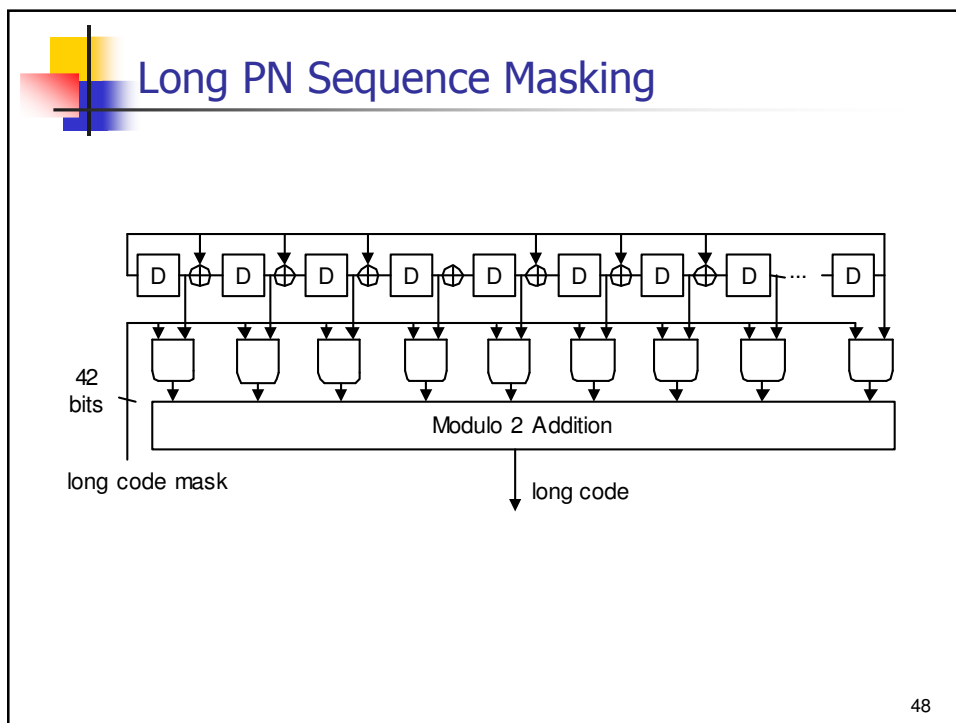 Long PN Sequence Masking
D D D D D D D D ... D
42
bits
Modulo 2 Addition
long code mask
long code
48